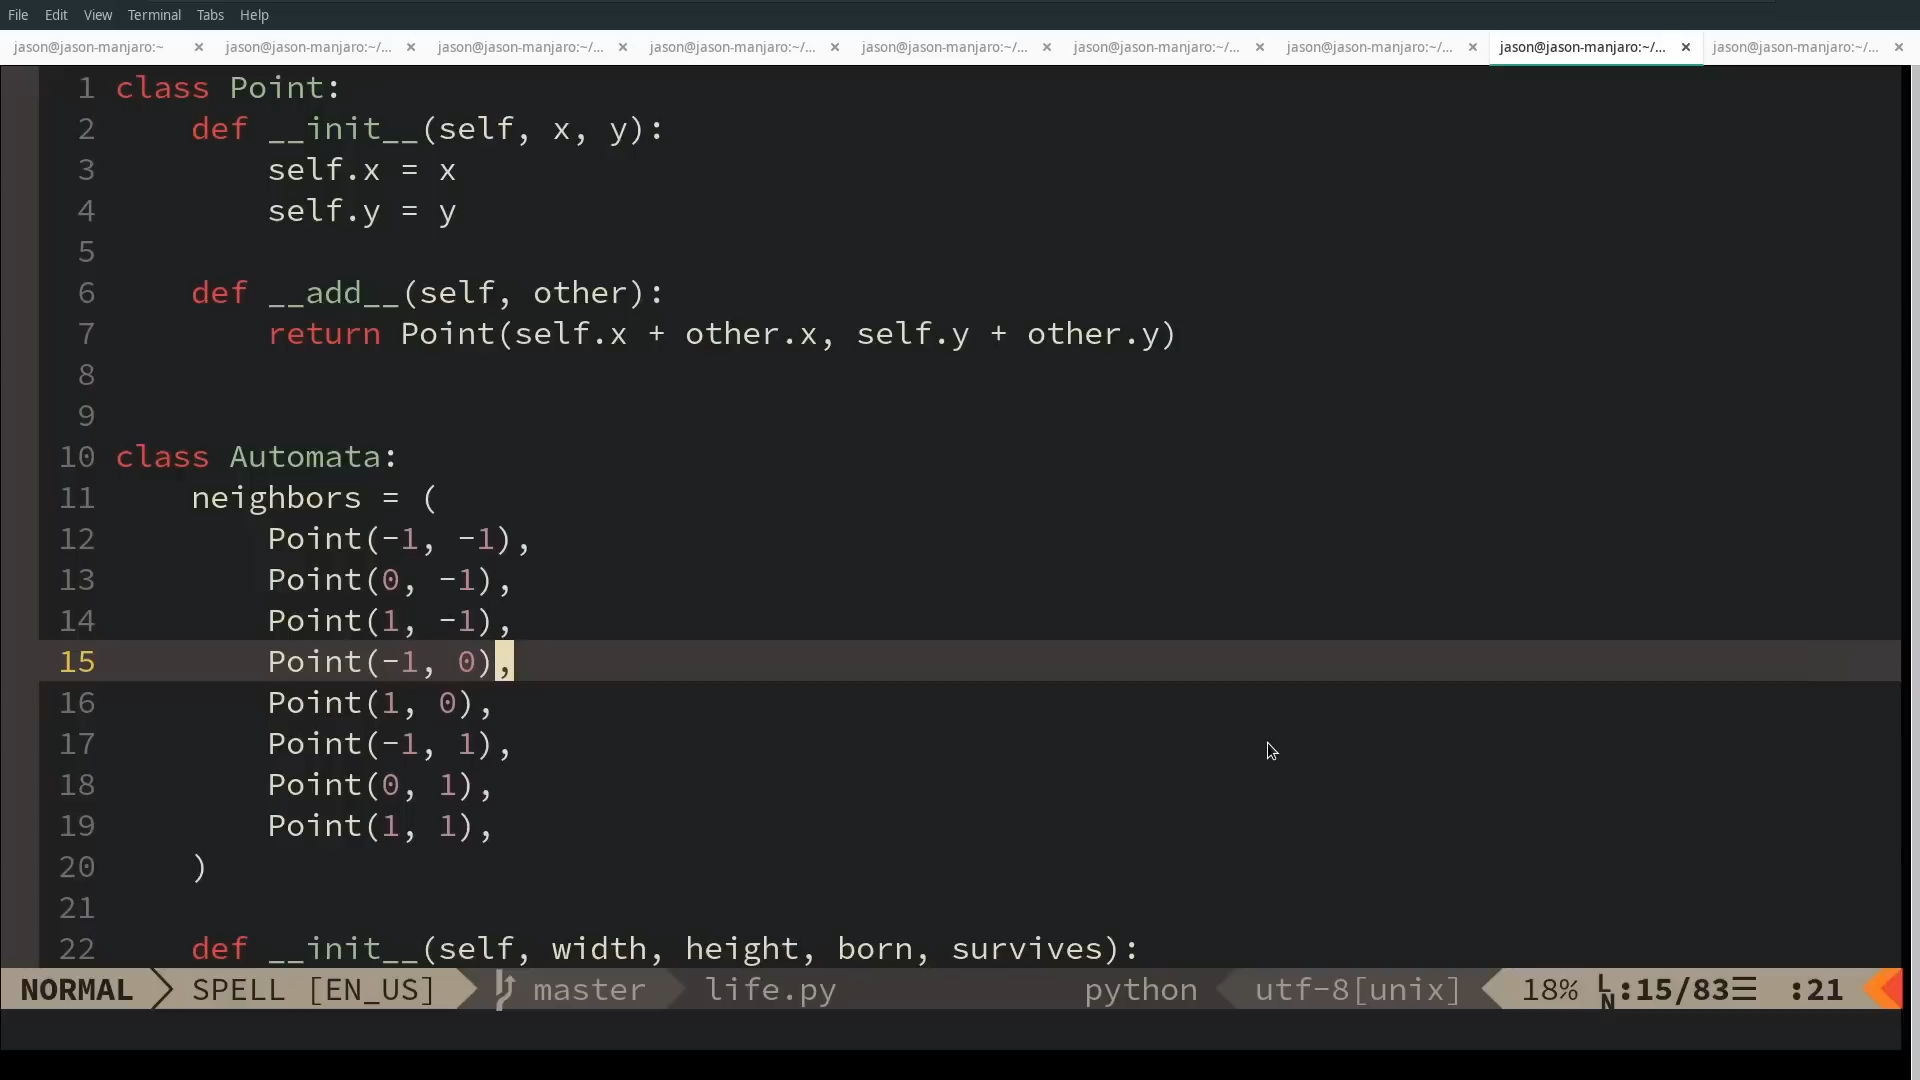 File Edit View Terminal Tabs Help
jason@jason-manjaro:~ × jason@jason-manjaro:~/... × jason@jason-manjaro:~/... × jason@jason-manjaro:~/... × jason@jason-manjaro:~/... × jason@jason-manjaro:~/... × jason@jason-manjaro:~/... × jason@jason-manjaro:~/... × jason@jason-manjaro:~/... ×
1 class Point:
2     def __init__(self, x, y):
3         self.x = x
4         self.y = y
5
6     def __add__(self, other):
7         return Point(self.x + other.x, self.y + other.y)
8
9
10 class Automata:
11     neighbors = (
12         Point(-1, -1),
13         Point(0, -1),
14         Point(1, -1),
15         Point(-1, 0),
16         Point(1, 0),
17         Point(-1, 1),
18         Point(0, 1),
19         Point(1, 1),
20     )
21
22     def __init__(self, width, height, born, survives):
NORMAL SPELL [EN_US] master life.py python utf-8[unix] 18% LN:15/83☰ :21